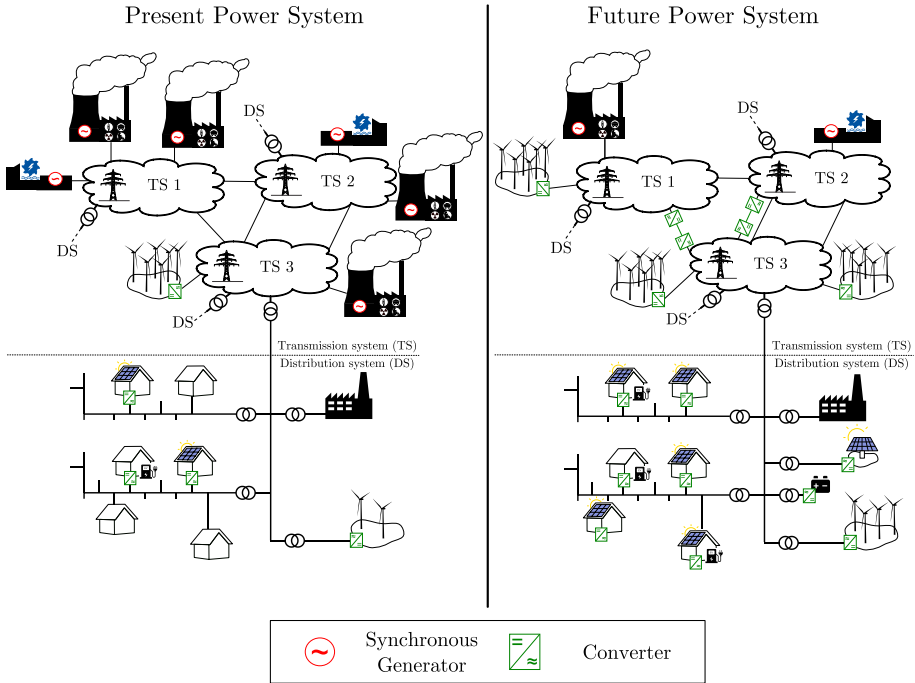 Present Power System
Future Power System
DS
TS 1
TS 2
DS
TS 3
DS
Transmission system (TS)
Distribution system (DS)
DS
TS 1
TS 2
DS
TS 3
Transmission system (TS)
Distribution system (DS)
Synchronous
Generator
Converter